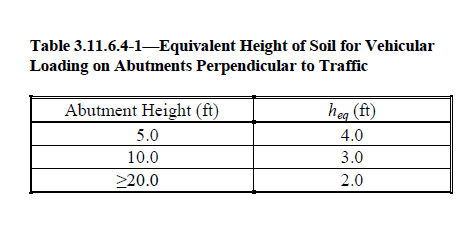 Table 3.11.6.4-1—Equivalent Height of Soil for Vehicular
Loading on Abutments Perpendicular to Traffic
Abutment Height (ft) heq (ft)
5.0 4.0
10.0 3.0
≥20.0 2.0